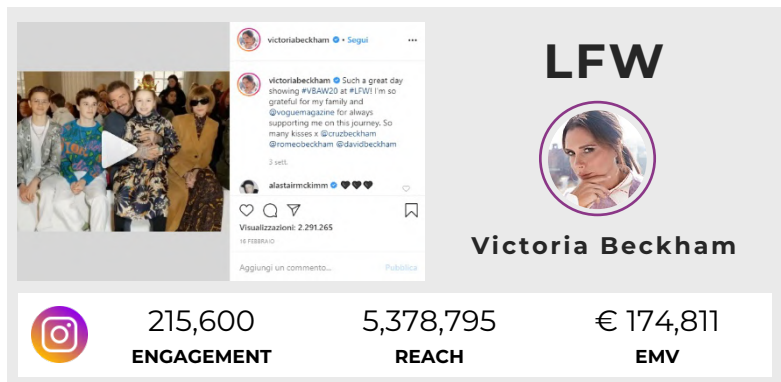 victoriabeckham • Segui
victoriabeckham Such a great day
showing #VBAW20 at #LFW! I'm so
grateful for my family and
@voguemagazine for always
supporting me on this journey. So
many kisses x @cruzbeckham
@romeobeckham @davidbeckham
3 sett.
alastairmckimm 🖤🖤🖤
Visualizzazioni: 2.291.265
16 FEBBRAIO
Aggiungi un commento...
Pubblica
LFW
Victoria Beckham
215,600
ENGAGEMENT
5,378,795
REACH
€ 174,811
EMV